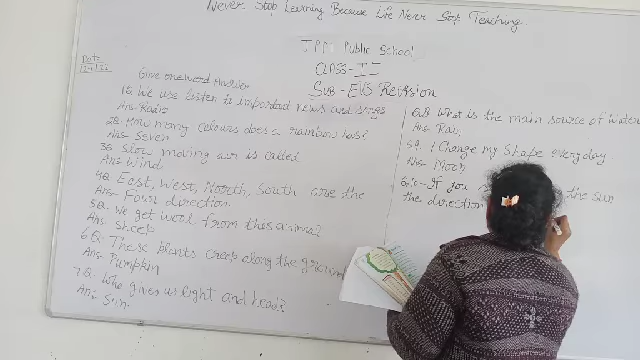 Never Stop Learning Because Life Never Stop Teaching
Public School
CLASS-II
Sub-EVS Revision
Date
Give one word Answer
1Q. We use listen to important news and songs
Ans: Radio
2Q. How many colours does a rainbow has?
Ans: Seven
3Q. Slow moving air is called
Ans: Wind
4Q. East, West, North, South are the
Ans: Four direction
5Q. We get wool from this animal?
Ans: Sheep
6Q. These plants creep along the ground
Ans: Pumpkin
7Q. Who gives us light and heat?
Ans: Sun
Q.8 What is the main source of water
Ans: Rain
9Q. I Change my Shape everyday
Ans: Moon
If you
the sun
the direction